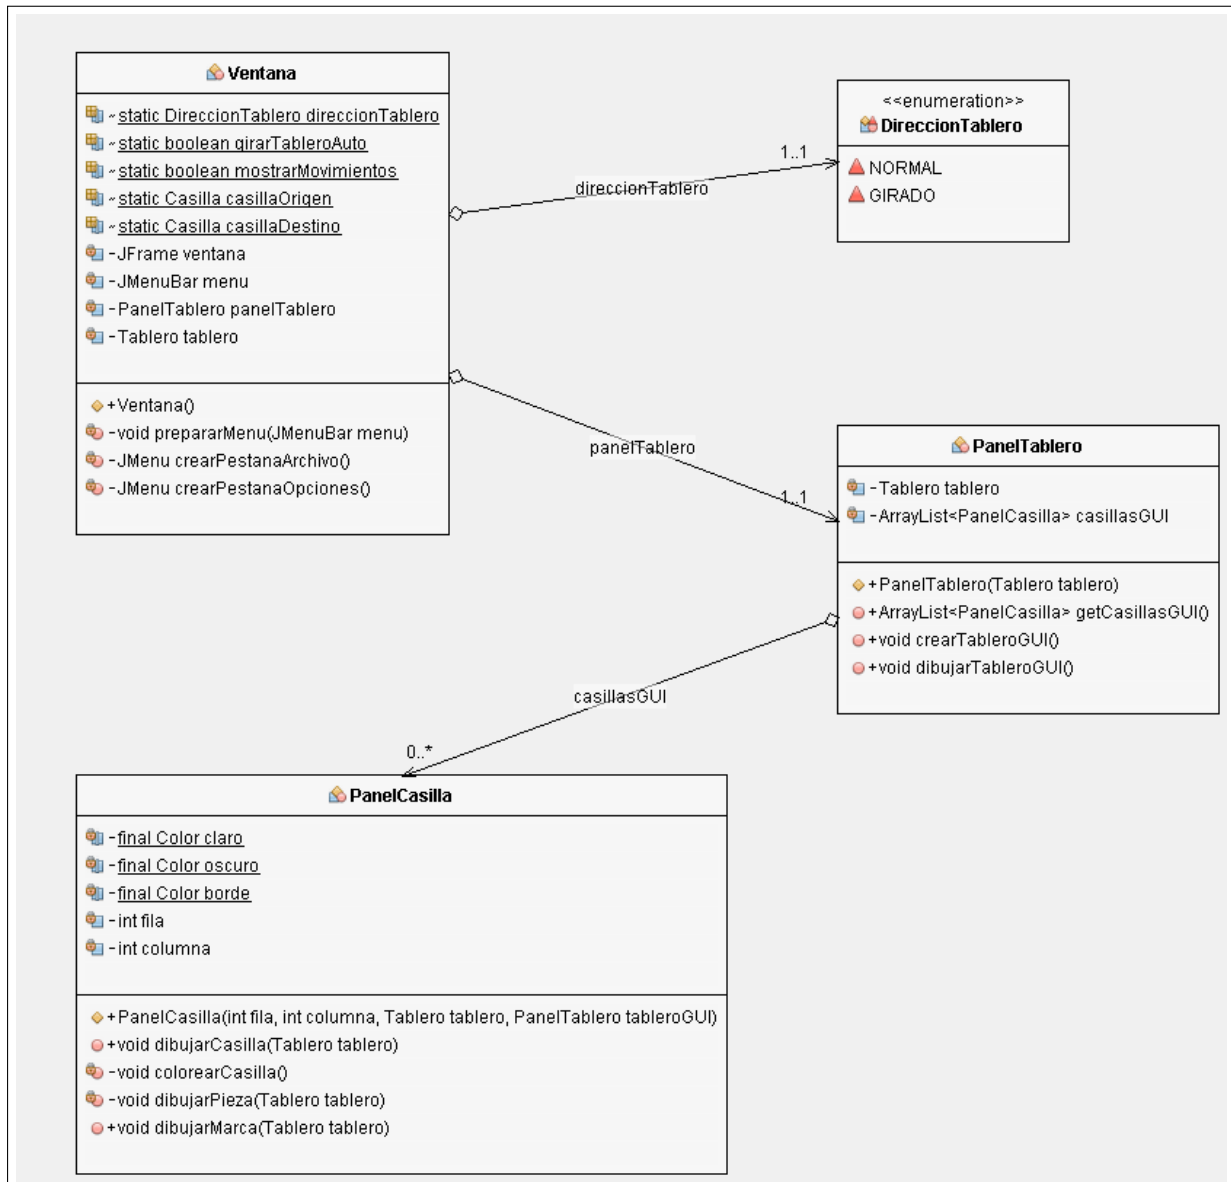 Ventana
~static DireccionTablero direccionTablero
~static boolean girarTableroAuto
~static boolean mostrarMovimientos
~static Casilla casillaOrigen
~static Casilla casillaDestino
-JFrame ventana
-JMenuBar menu
-PanelTablero panelTablero
-Tablero tablero
+Ventana()
-void prepararMenu(JMenuBar menu)
-JMenu crearPestanaArchivo()
-JMenu crearPestanaOpciones()
direccionTablero
1..1
<<enumeration>>
DireccionTablero
NORMAL
GIRADO
panelTablero
1..1
PanelTablero
-Tablero tablero
-ArrayList<PanelCasilla> casillasGUI
+PanelTablero(Tablero tablero)
+ArrayList<PanelCasilla> getCasillasGUI()
+void crearTableroGUI()
+void dibujarTableroGUI()
casillasGUI
0..*
PanelCasilla
-final Color claro
-final Color oscuro
-final Color borde
-int fila
-int columna
+PanelCasilla(int fila, int columna, Tablero tablero, PanelTablero tableroGUI)
+void dibujarCasilla(Tablero tablero)
-void colorearCasilla()
-void dibujarPieza(Tablero tablero)
+void dibujarMarca(Tablero tablero)